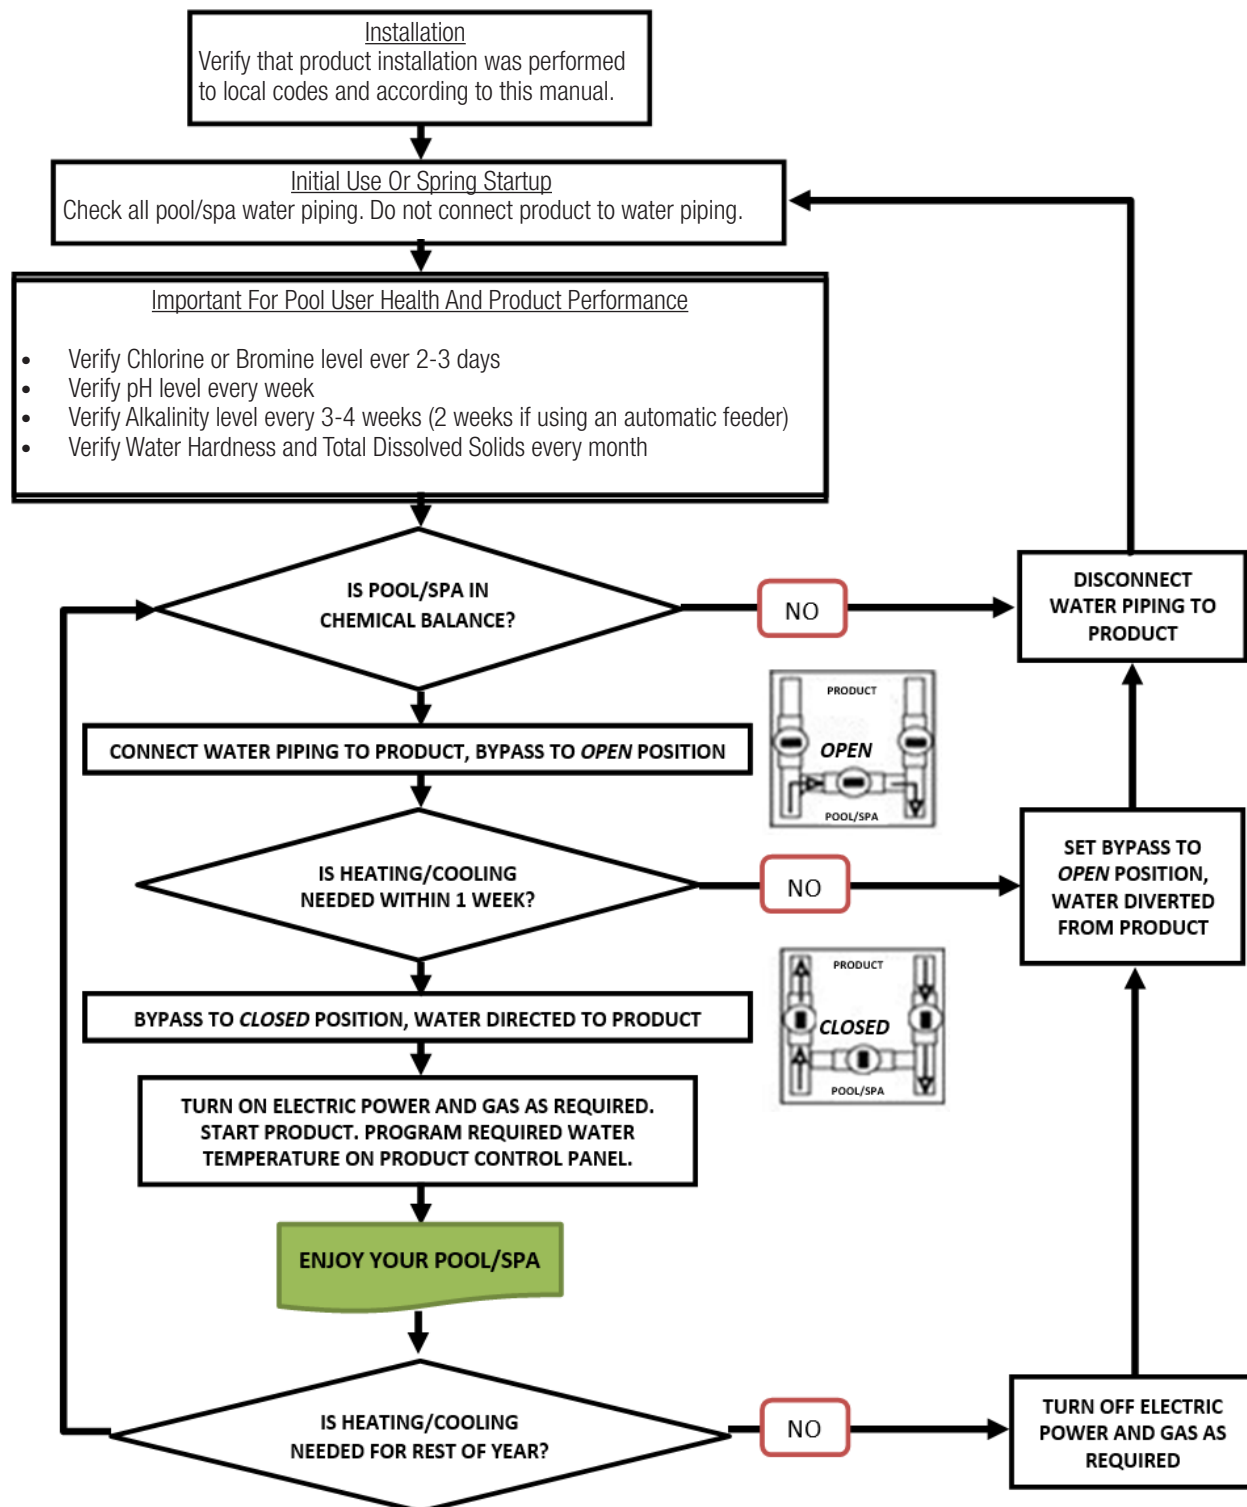 Installation
Verify that product installation was performed
to local codes and according to this manual.
Initial Use Or Spring Startup
Check all pool/spa water piping. Do not connect product to water piping.
Important For Pool User Health And Product Performance
• Verify Chlorine or Bromine level ever 2-3 days
• Verify pH level every week
• Verify Alkalinity level every 3-4 weeks (2 weeks if using an automatic feeder)
• Verify Water Hardness and Total Dissolved Solids every month
IS POOL/SPA IN
CHEMICAL BALANCE?
NO
DISCONNECT
WATER PIPING TO
PRODUCT
PRODUCT
OPEN
POOL/SPA
CONNECT WATER PIPING TO PRODUCT, BYPASS TO OPEN POSITION
IS HEATING/COOLING
NEEDED WITHIN 1 WEEK?
NO
SET BYPASS TO
OPEN POSITION,
WATER DIVERTED
FROM PRODUCT
PRODUCT
CLOSED
POOL/SPA
BYPASS TO CLOSED POSITION, WATER DIRECTED TO PRODUCT
TURN ON ELECTRIC POWER AND GAS AS REQUIRED.
START PRODUCT. PROGRAM REQUIRED WATER
TEMPERATURE ON PRODUCT CONTROL PANEL.
ENJOY YOUR POOL/SPA
IS HEATING/COOLING
NEEDED FOR REST OF YEAR?
NO
TURN OFF ELECTRIC
POWER AND GAS AS
REQUIRED